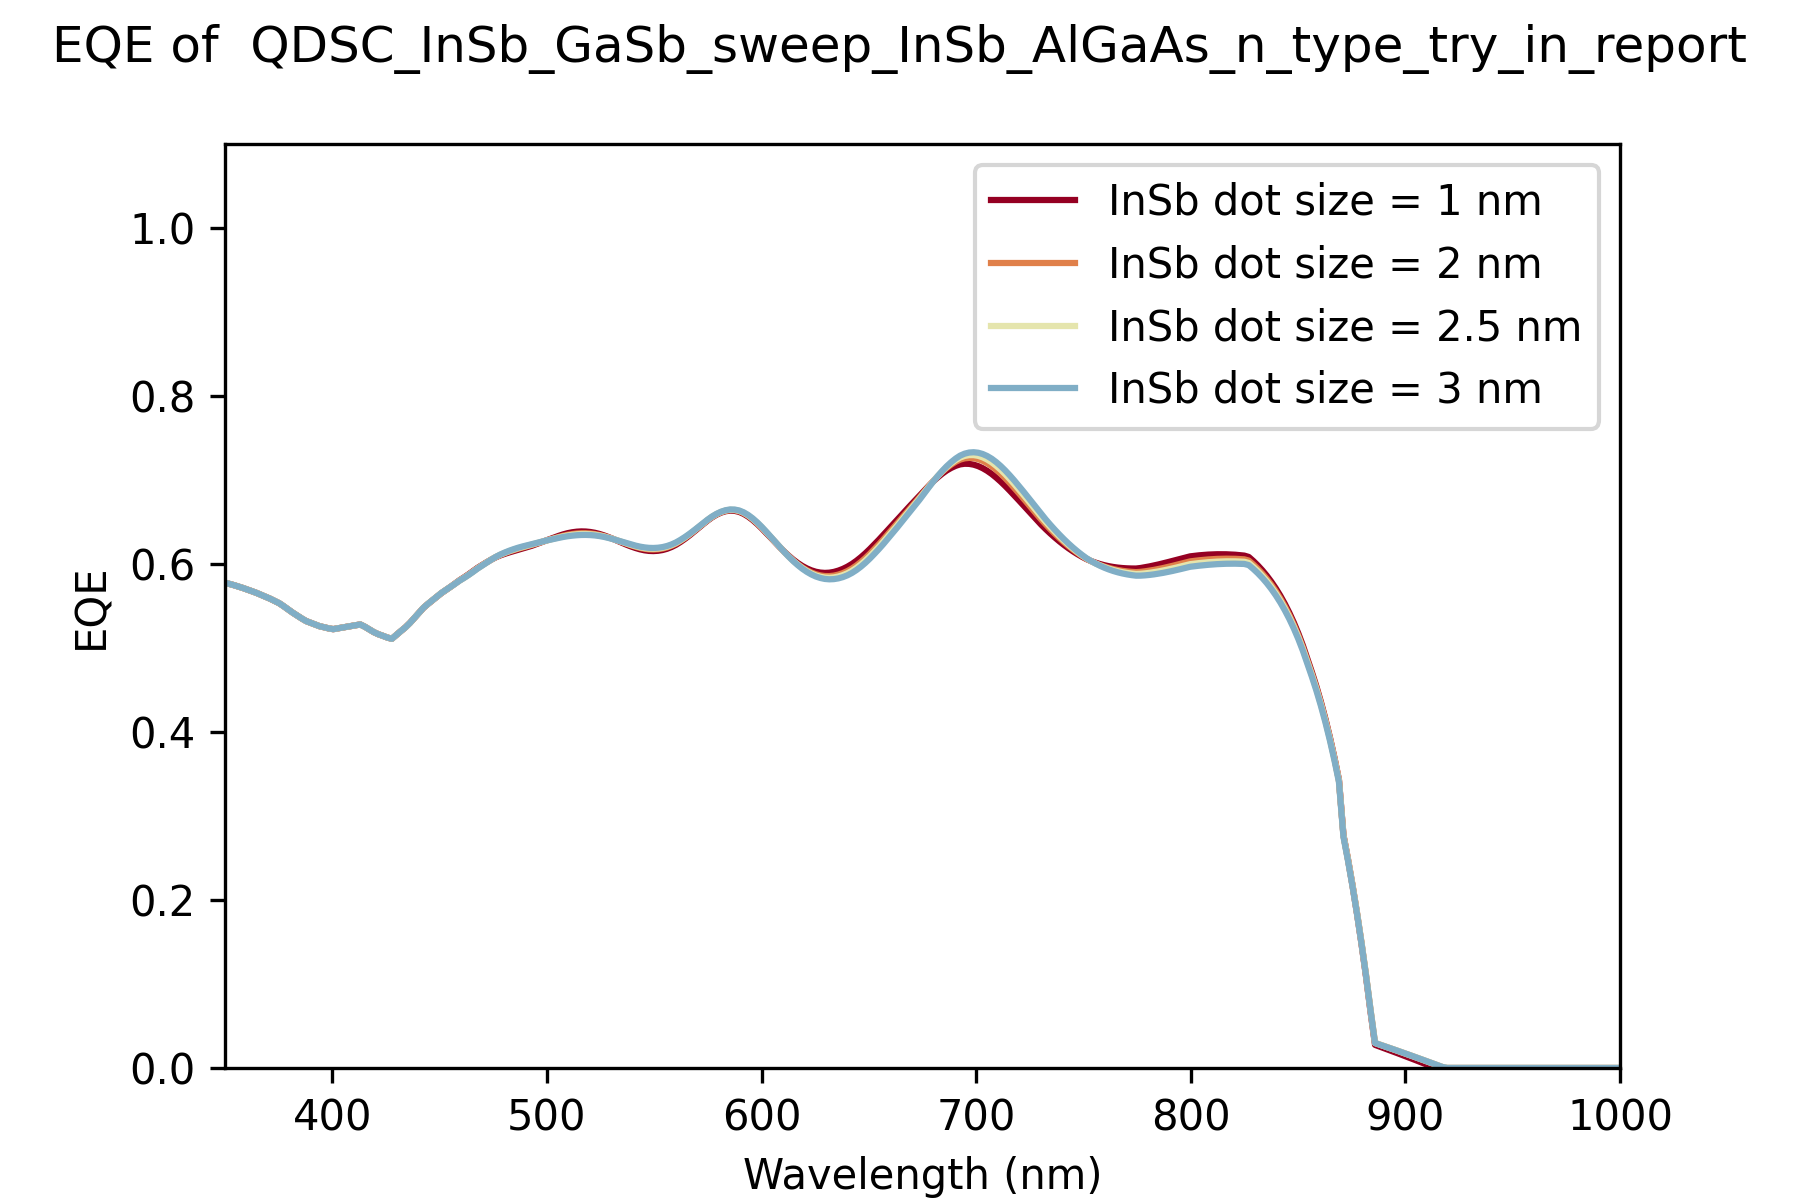 EQE of  QDSC_InSb_GaSb_sweep_InSb_AlGaAs_n_type_try_in_report
InSb dot size = 1 nm
InSb dot size = 2 nm
InSb dot size = 2.5 nm
InSb dot size = 3 nm
1.0
0.8
0.6
0.4
0.2
0.0
EQE
400 500 600 700 800 900 1000
Wavelength (nm)